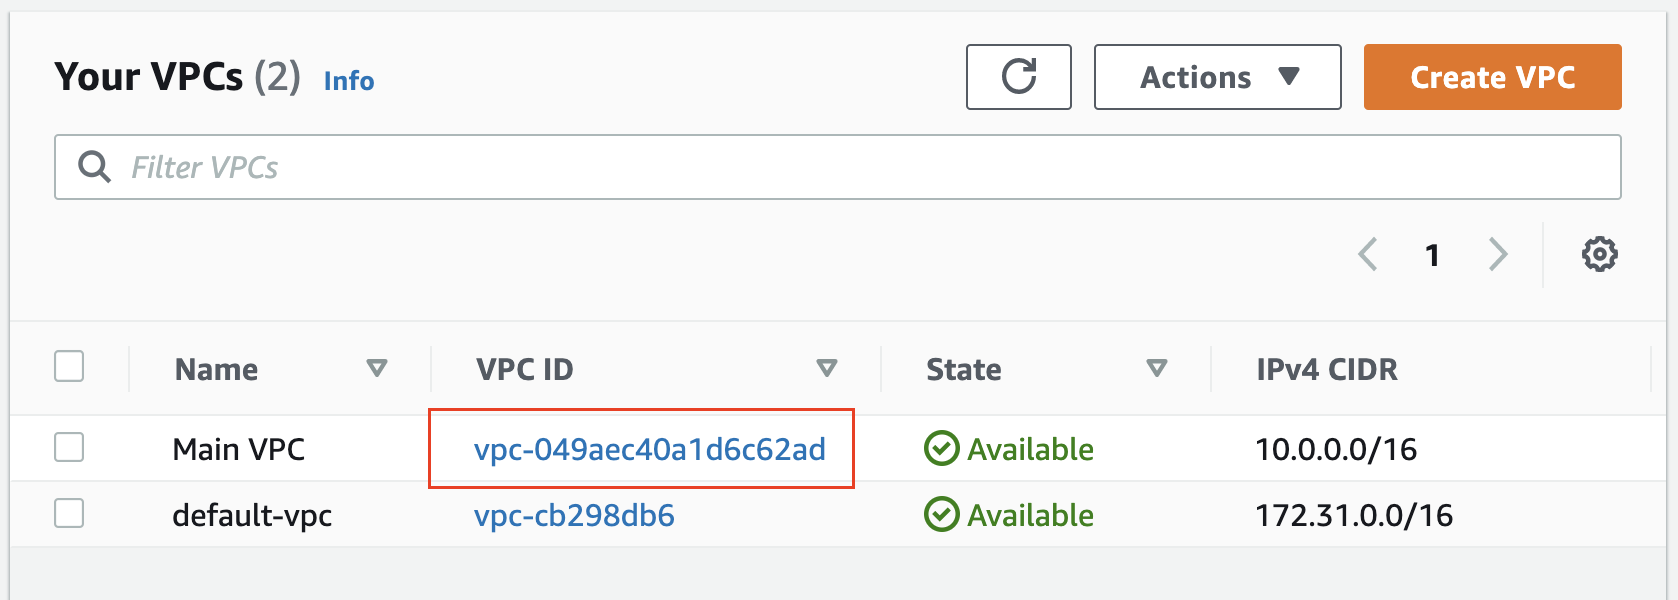 Your VPCs (2) Info
Actions
Create VPC
Filter VPCs
1
Name VPC ID State IPv4 CIDR
Main VPC vpc-049aec40a1d6c62ad Available 10.0.0.0/16
default-vpc vpc-cb298db6 Available 172.31.0.0/16